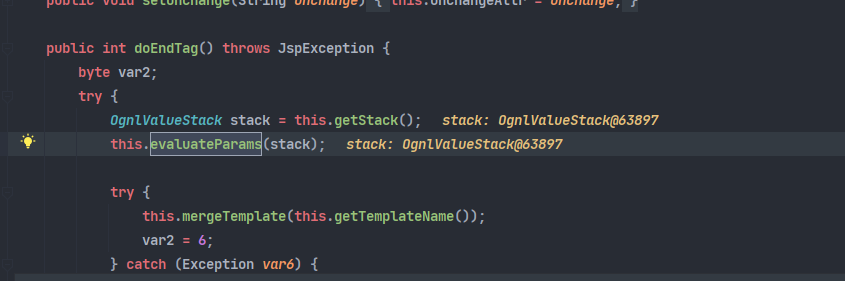 public void setOnchange(String onchange) { this.onchangeAttr = onchange; }
public int doEndTag() throws JspException {
byte var2;
try {
OgnlValueStack stack = this.getStack(); stack: OgnlValueStack@63897
this.evaluateParams(stack); stack: OgnlValueStack@63897
try {
this.mergeTemplate(this.getTemplateName());
var2 = 6;
} catch (Exception var6) {